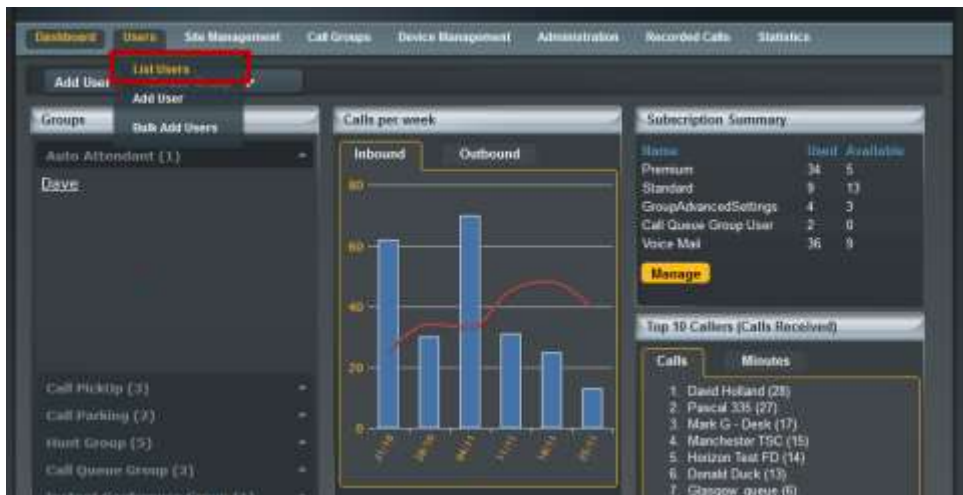 Dashboard Users Site Management Call Groups Device Management Administration Recorded Calls Statistics
List Users
Add User
Add User
Bulk Add Users
Groups
Auto Attendant (1)
Dave
Call PickUp (3)
Call Parking (2)
Hunt Group (5)
Call Queue Group (3)
Calls per week
Inbound Outbound
80
60
40
20
0
Subscription Summary
Name Used Available
Premium 34 5
Standard 9 13
GroupAdvancedSettings 4 3
Call Queue Group User 2 0
Voice Mail 36 9
Manage
Top 10 Callers (Calls Received)
Calls Minutes
1. David Holland (28)
2. Pascal 335 (27)
3. Mark G - Desk (17)
4. Manchester TSC (15)
5. Horizon Test FD (14)
6. Donald Duck (13)
7. Glasgow queue (6)